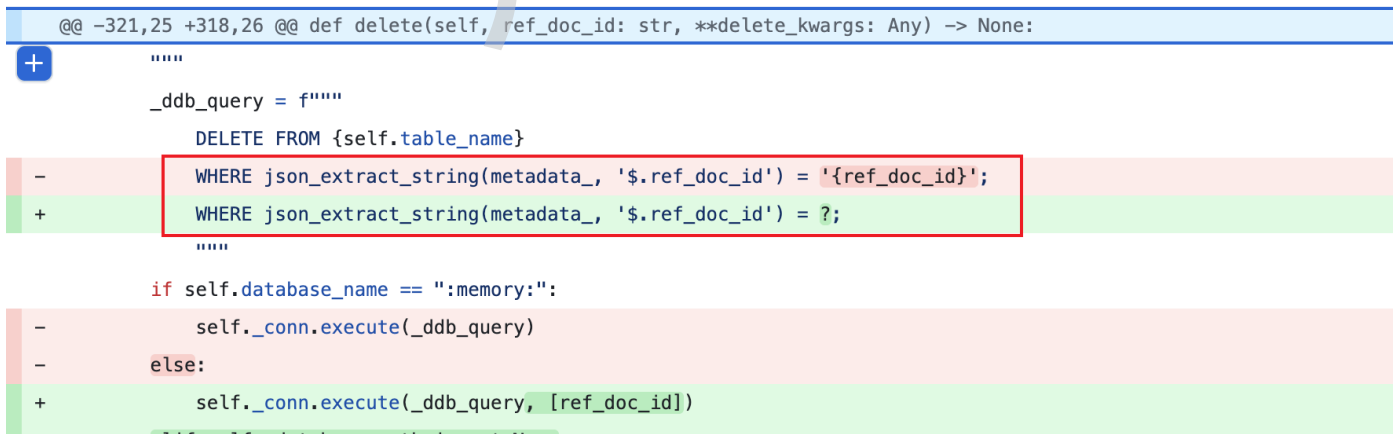 @@ -321,25 +318,26 @@ def delete(self, ref_doc_id: str, **delete_kwargs: Any) -> None:
+ """
_ddb_query = f"""
DELETE FROM {self.table_name}
- WHERE json_extract_string(metadata_, '$.ref_doc_id') = '{ref_doc_id}';
+ WHERE json_extract_string(metadata_, '$.ref_doc_id') = ?;
"""
if self.database_name == ":memory:":
- self._conn.execute(_ddb_query)
- else:
+ self._conn.execute(_ddb_query, [ref_doc_id])